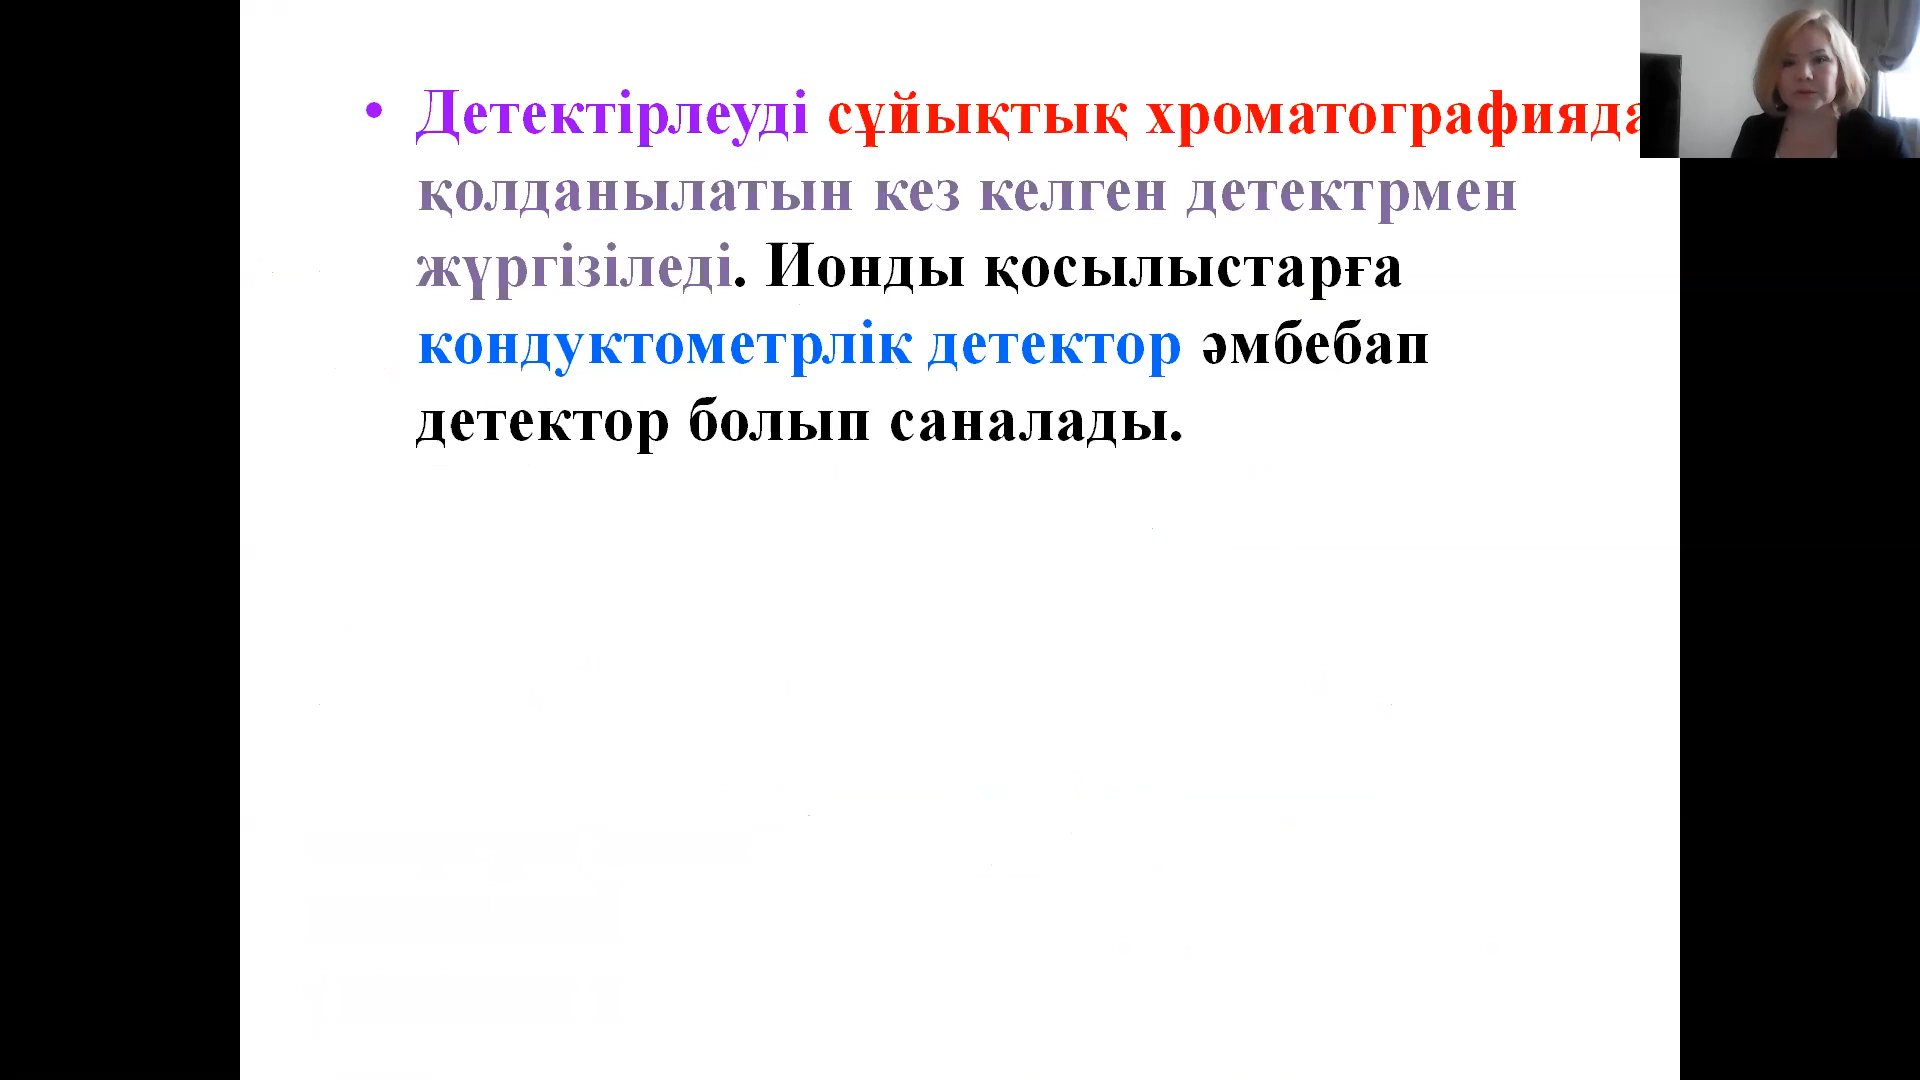 • Детектірлеуді сұйықтық хроматографияда
қолданылатын кез келген детектрмен
жүргізіледі. Ионды қосылыстарға
кондуктометрлік детектор әмбебап
детектор болып саналады.